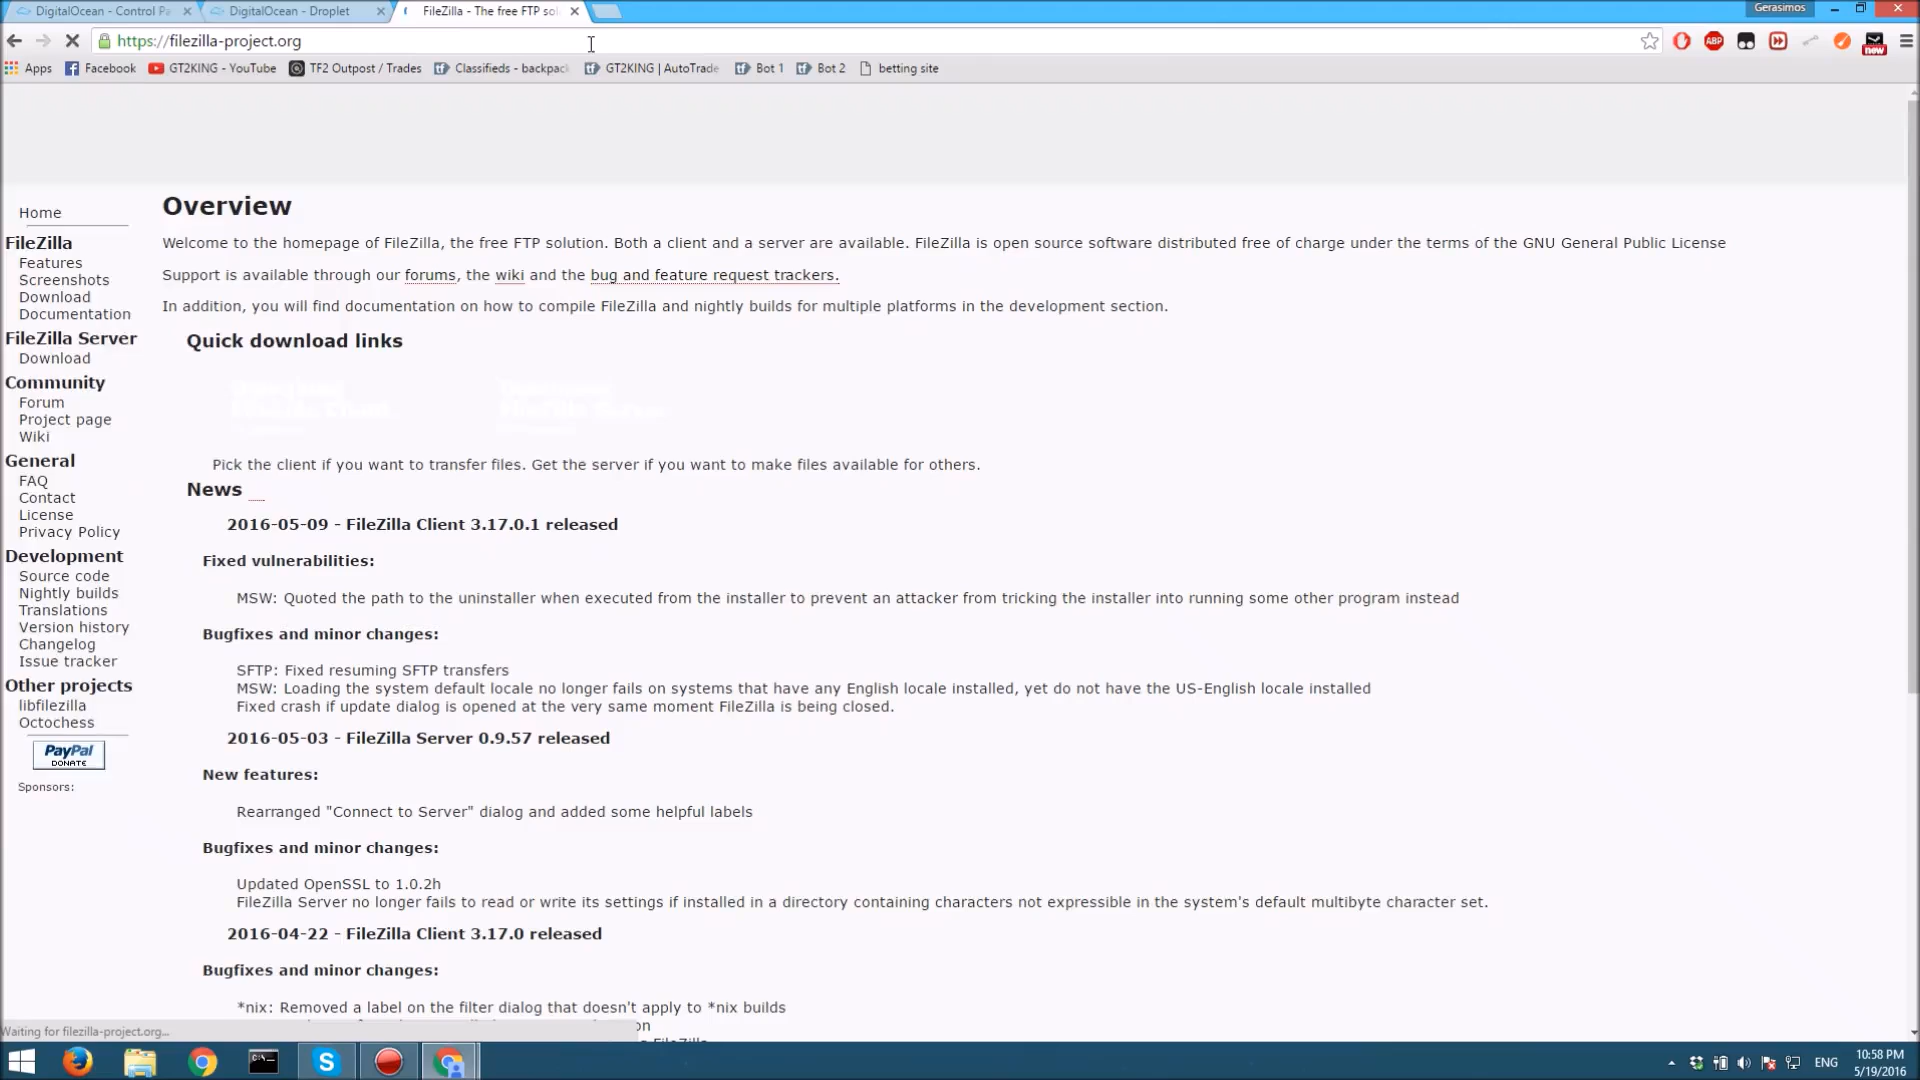 DigitalOcean - Control Pa
DigitalOcean - Droplet
FileZilla - The free FTP sol
Gerasimos
https://filezilla-project.org
ABP
new
Apps
Facebook
GT2KING - YouTube
TF2 Outpost / Trades
Classifieds - backpac
GT2KING | AutoTrade
Bot 1
Bot 2
betting site
Home
FileZilla
Features
Screenshots
Download
Documentation
FileZilla Server
Download
Community
Forum
Project page
Wiki
General
FAQ
Contact
License
Privacy Policy
Development
Source code
Nightly builds
Translations
Version history
Changelog
Issue tracker
Other projects
libfilezilla
Octochess
PayPal
DONATE
Sponsors:
Overview
Welcome to the homepage of FileZilla, the free FTP solution. Both a client and a server are available. FileZilla is open source software distributed free of charge under the terms of the GNU General Public License
Support is available through our forums, the wiki and the bug and feature request trackers.
In addition, you will find documentation on how to compile FileZilla and nightly builds for multiple platforms in the development section.
Quick download links
Pick the client if you want to transfer files. Get the server if you want to make files available for others.
News
2016-05-09 - FileZilla Client 3.17.0.1 released
Fixed vulnerabilities:
MSW: Quoted the path to the uninstaller when executed from the installer to prevent an attacker from tricking the installer into running some other program instead
Bugfixes and minor changes:
SFTP: Fixed resuming SFTP transfers
MSW: Loading the system default locale no longer fails on systems that have any English locale installed, yet do not have the US-English locale installed
Fixed crash if update dialog is opened at the very same moment FileZilla is being closed.
2016-05-03 - FileZilla Server 0.9.57 released
New features:
Rearranged "Connect to Server" dialog and added some helpful labels
Bugfixes and minor changes:
Updated OpenSSL to 1.0.2h
FileZilla Server no longer fails to read or write its settings if installed in a directory containing characters not expressible in the system's default multibyte character set.
2016-04-22 - FileZilla Client 3.17.0 released
Bugfixes and minor changes:
*nix: Removed a label on the filter dialog that doesn't apply to *nix builds
Waiting for filezilla-project.org...
ENG
10:58 PM
5/19/2016